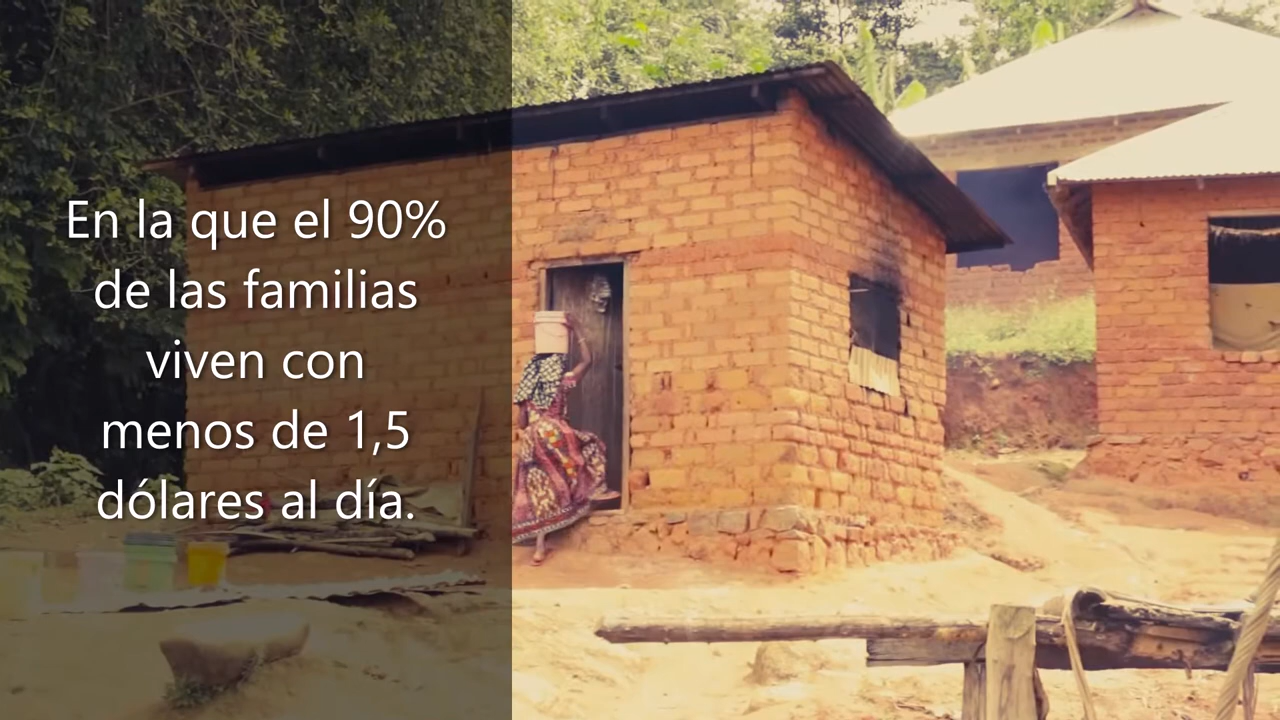 En la que el 90%
de las familias
viven con
menos de 1,5
dólares al día.